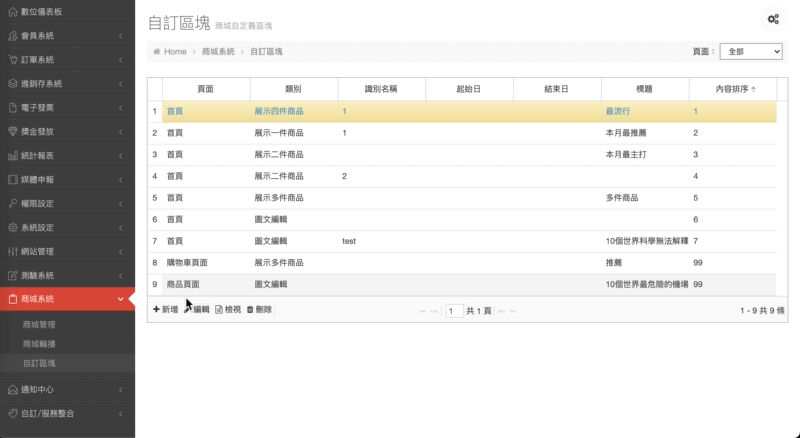 數位儀表板
會員系統
訂單系統
進銷存系統
電子發票
獎金發放
統計報表
媒體申報
權限設定
系統設定
網站管理
測驗系統
商城系統
商城管理
商城輪播
自訂區塊
通知中心
自訂/服務整合
自訂區塊 商城自定義區塊
Home > 商城系統 > 自訂區塊
頁面： 全部
頁面 類別 識別名稱 起始日 結束日 標題 內容排序
1 首頁 展示四件商品 1 最流行 1
2 首頁 展示一件商品 1 本月最推薦 2
3 首頁 展示二件商品 本月最主打 3
4 首頁 展示二件商品 2 4
5 首頁 展示多件商品 多件商品 5
6 首頁 圖文編輯 6
7 首頁 圖文編輯 test 10個世界科學無法解釋 7
8 購物車頁面 展示多件商品 推薦 99
9 商品頁面 圖文編輯 10個世界最危險的機場 99
新增 編輯 檢視 刪除
1 共 1 頁
1 - 9 共 9 條